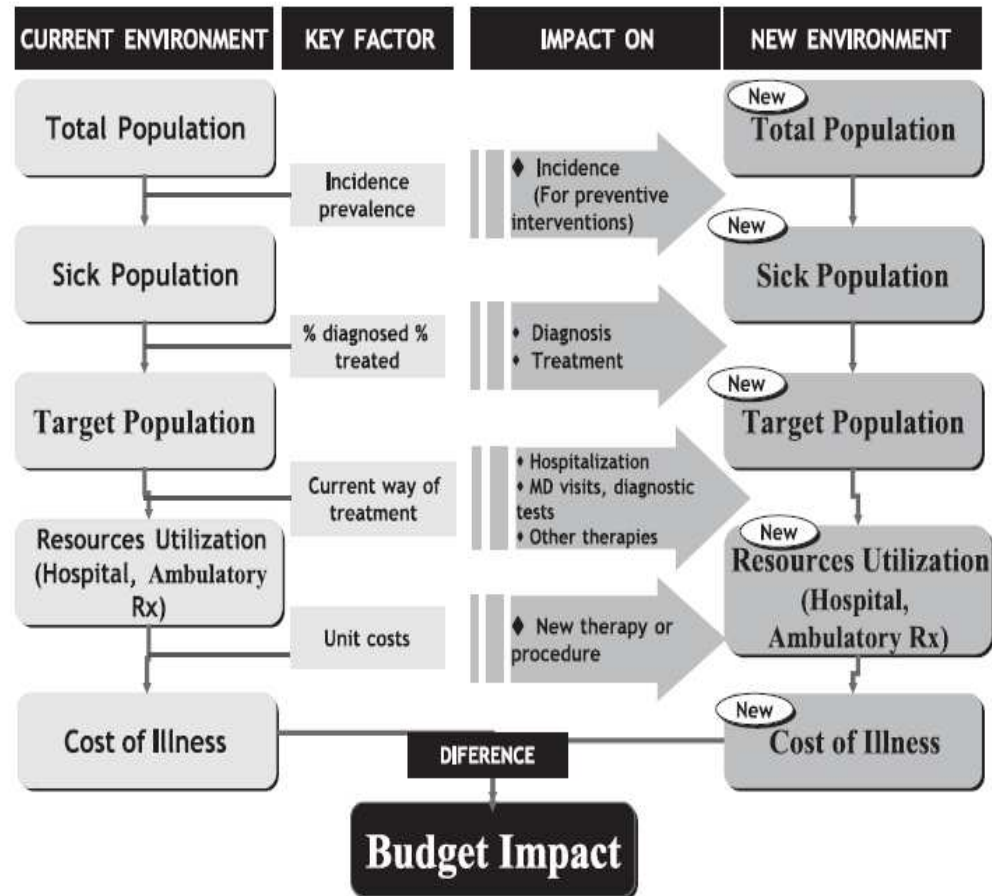 CURRENT ENVIRONMENT
KEY FACTOR
IMPACT ON
NEW ENVIRONMENT
Total Population
New
Total Population
Incidence
prevalence
♦ Incidence
(For preventive
interventions)
Sick Population
New
Sick Population
% diagnosed %
treated
♦ Diagnosis
♦ Treatment
Target Population
New
Target Population
Current way of
treatment
♦ Hospitalization
♦ MD visits, diagnostic
tests
♦ Other therapies
Resources Utilization
(Hospital, Ambulatory
Rx)
New
Resources Utilization
(Hospital,
Ambulatory Rx)
Unit costs
♦ New therapy or
procedure
Cost of Illness
New
Cost of Illness
DIFERENCE
Budget Impact